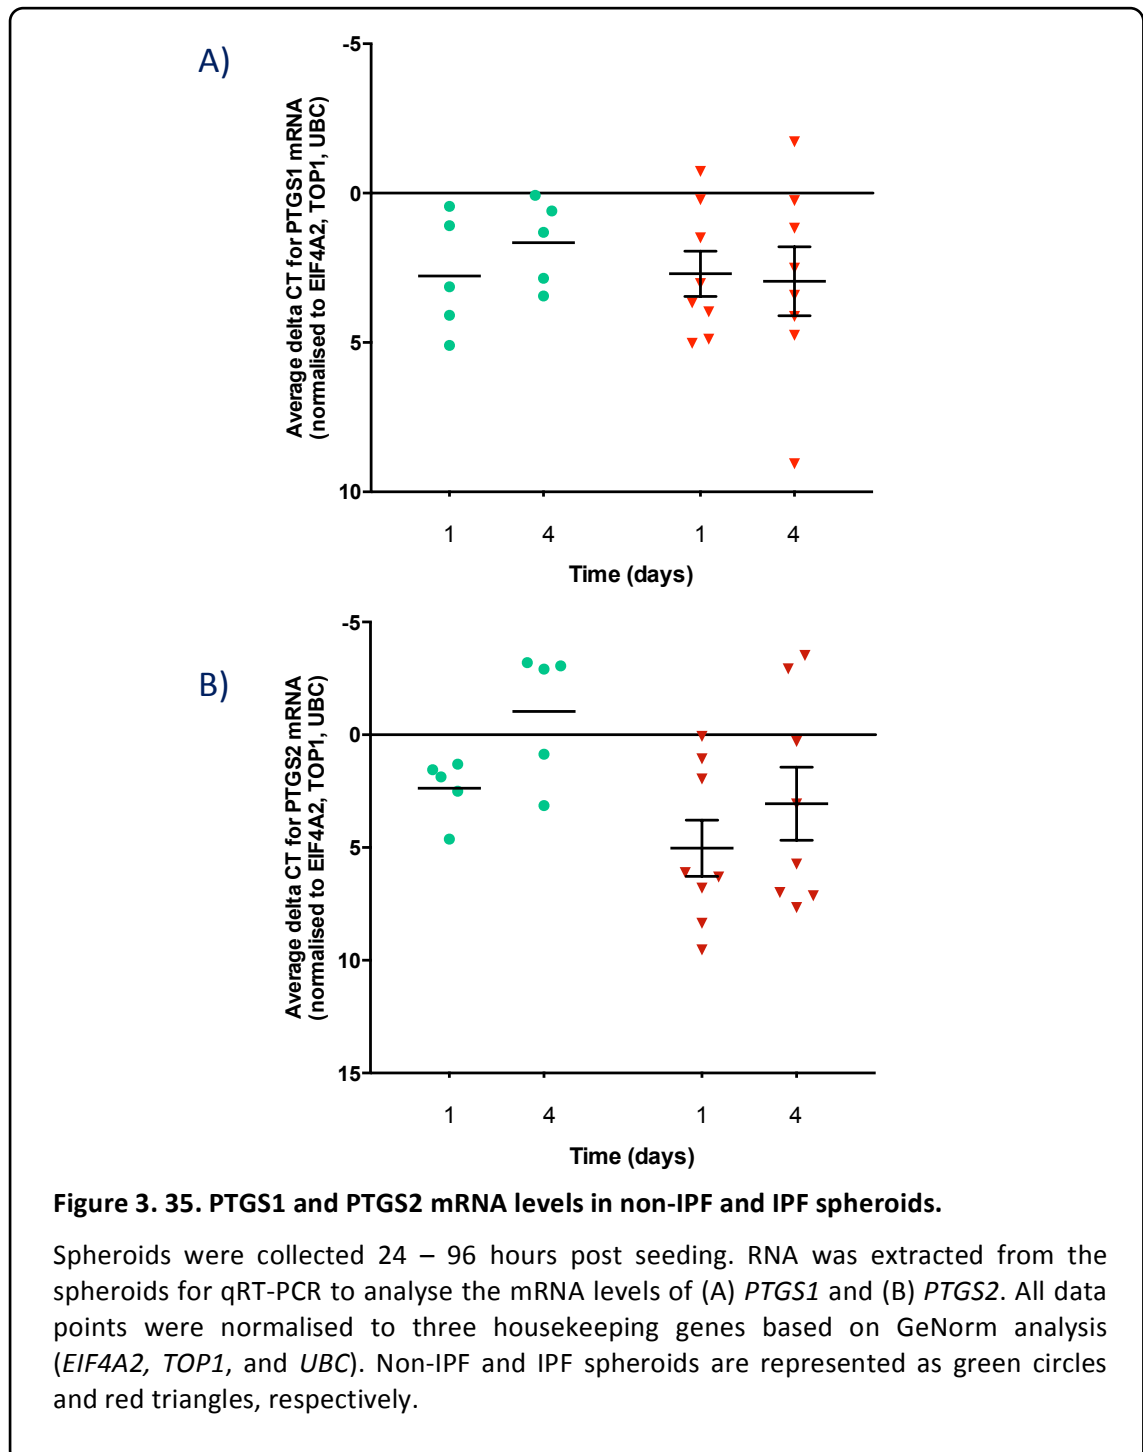 A)
Average delta CT for PTGS1 mRNA
(normalised to EIF4A2, TOP1, UBC)
-5
0
5
10
1 4 1 4
Time (days)
B)
Average delta CT for PTGS2 mRNA
(normalised to EIF4A2, TOP1, UBC)
-5
0
5
10
15
1 4 1 4
Time (days)
Figure 3. 35. PTGS1 and PTGS2 mRNA levels in non-IPF and IPF spheroids.
Spheroids were collected 24 – 96 hours post seeding. RNA was extracted from the
spheroids for qRT-PCR to analyse the mRNA levels of (A) PTGS1 and (B) PTGS2. All data
points were normalised to three housekeeping genes based on GeNorm analysis
(EIF4A2, TOP1, and UBC). Non-IPF and IPF spheroids are represented as green circles
and red triangles, respectively.